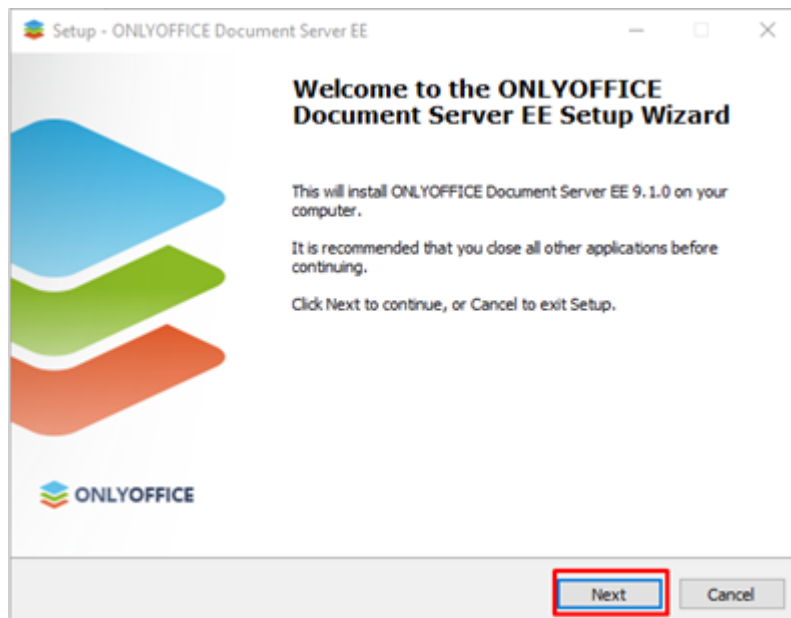 Setup - ONLYOFFICE Document Server EE
Welcome to the ONLYOFFICE
Document Server EE Setup Wizard
This will install ONLYOFFICE Document Server EE 9.1.0 on your
computer.
It is recommended that you close all other applications before
continuing.
Click Next to continue, or Cancel to exit Setup.
ONLYOFFICE
Next
Cancel